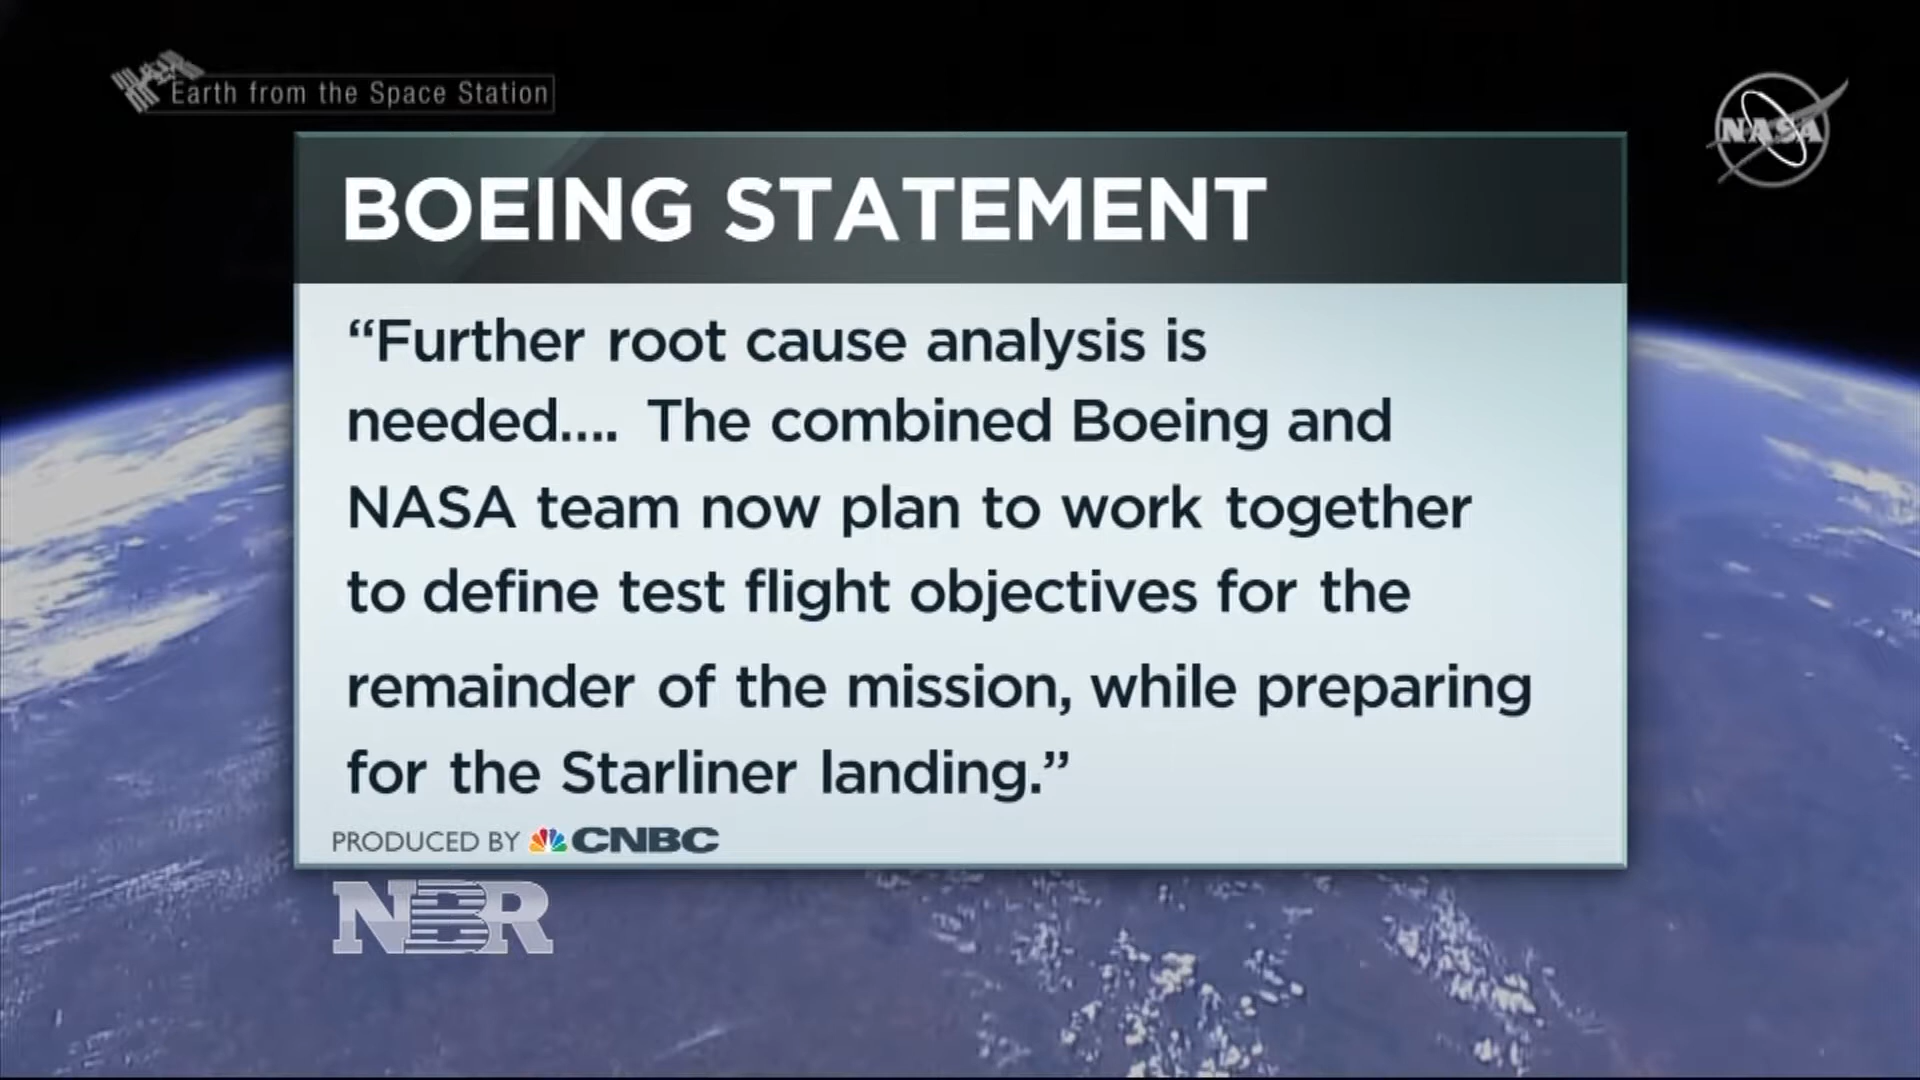 Earth from the Space Station
NASA
BOEING STATEMENT
“Further root cause analysis is
needed.... The combined Boeing and
NASA team now plan to work together
to define test flight objectives for the
remainder of the mission, while preparing
for the Starliner landing.”
PRODUCED BY CNBC
NBR